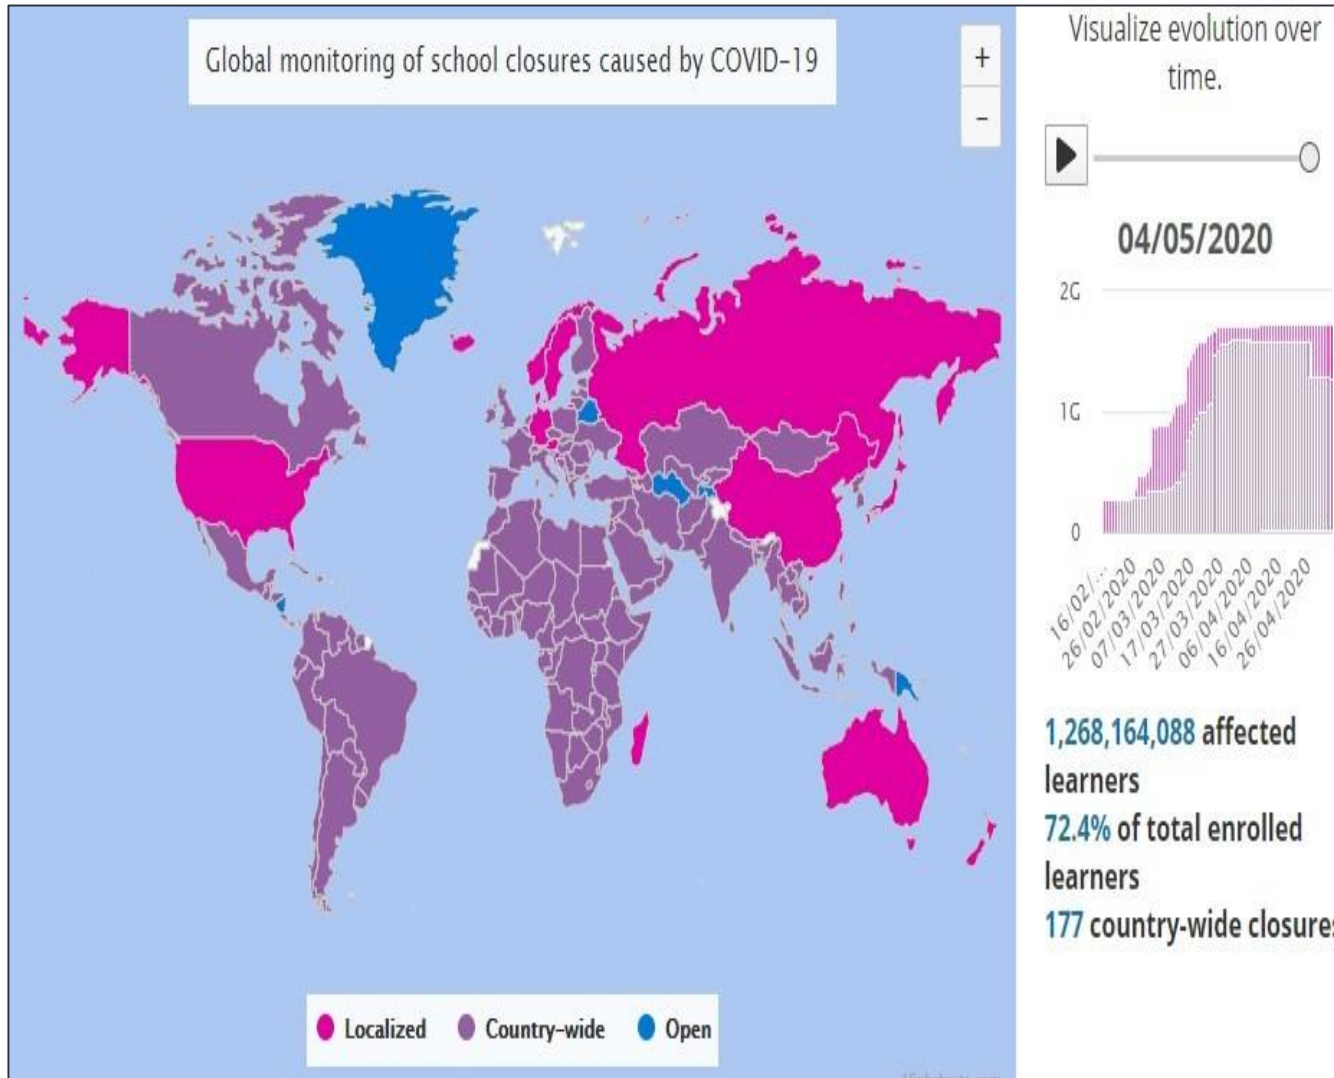 Global monitoring of school closures caused by COVID-19
+
-
Localized
Country-wide
Open
Visualize evolution over
time.
04/05/2020
2G
1G
0
16/02/...
26/02/2020
07/03/2020
17/03/2020
27/03/2020
06/04/2020
16/04/2020
26/04/2020
1,268,164,088 affected
learners
72.4% of total enrolled
learners
177 country-wide closures